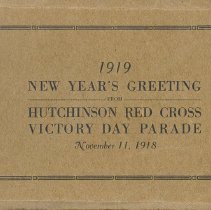 1919
NEW YEAR'S GREETING
FROM
HUTCHINSON RED CROSS
VICTORY DAY PARADE
November 11, 1918